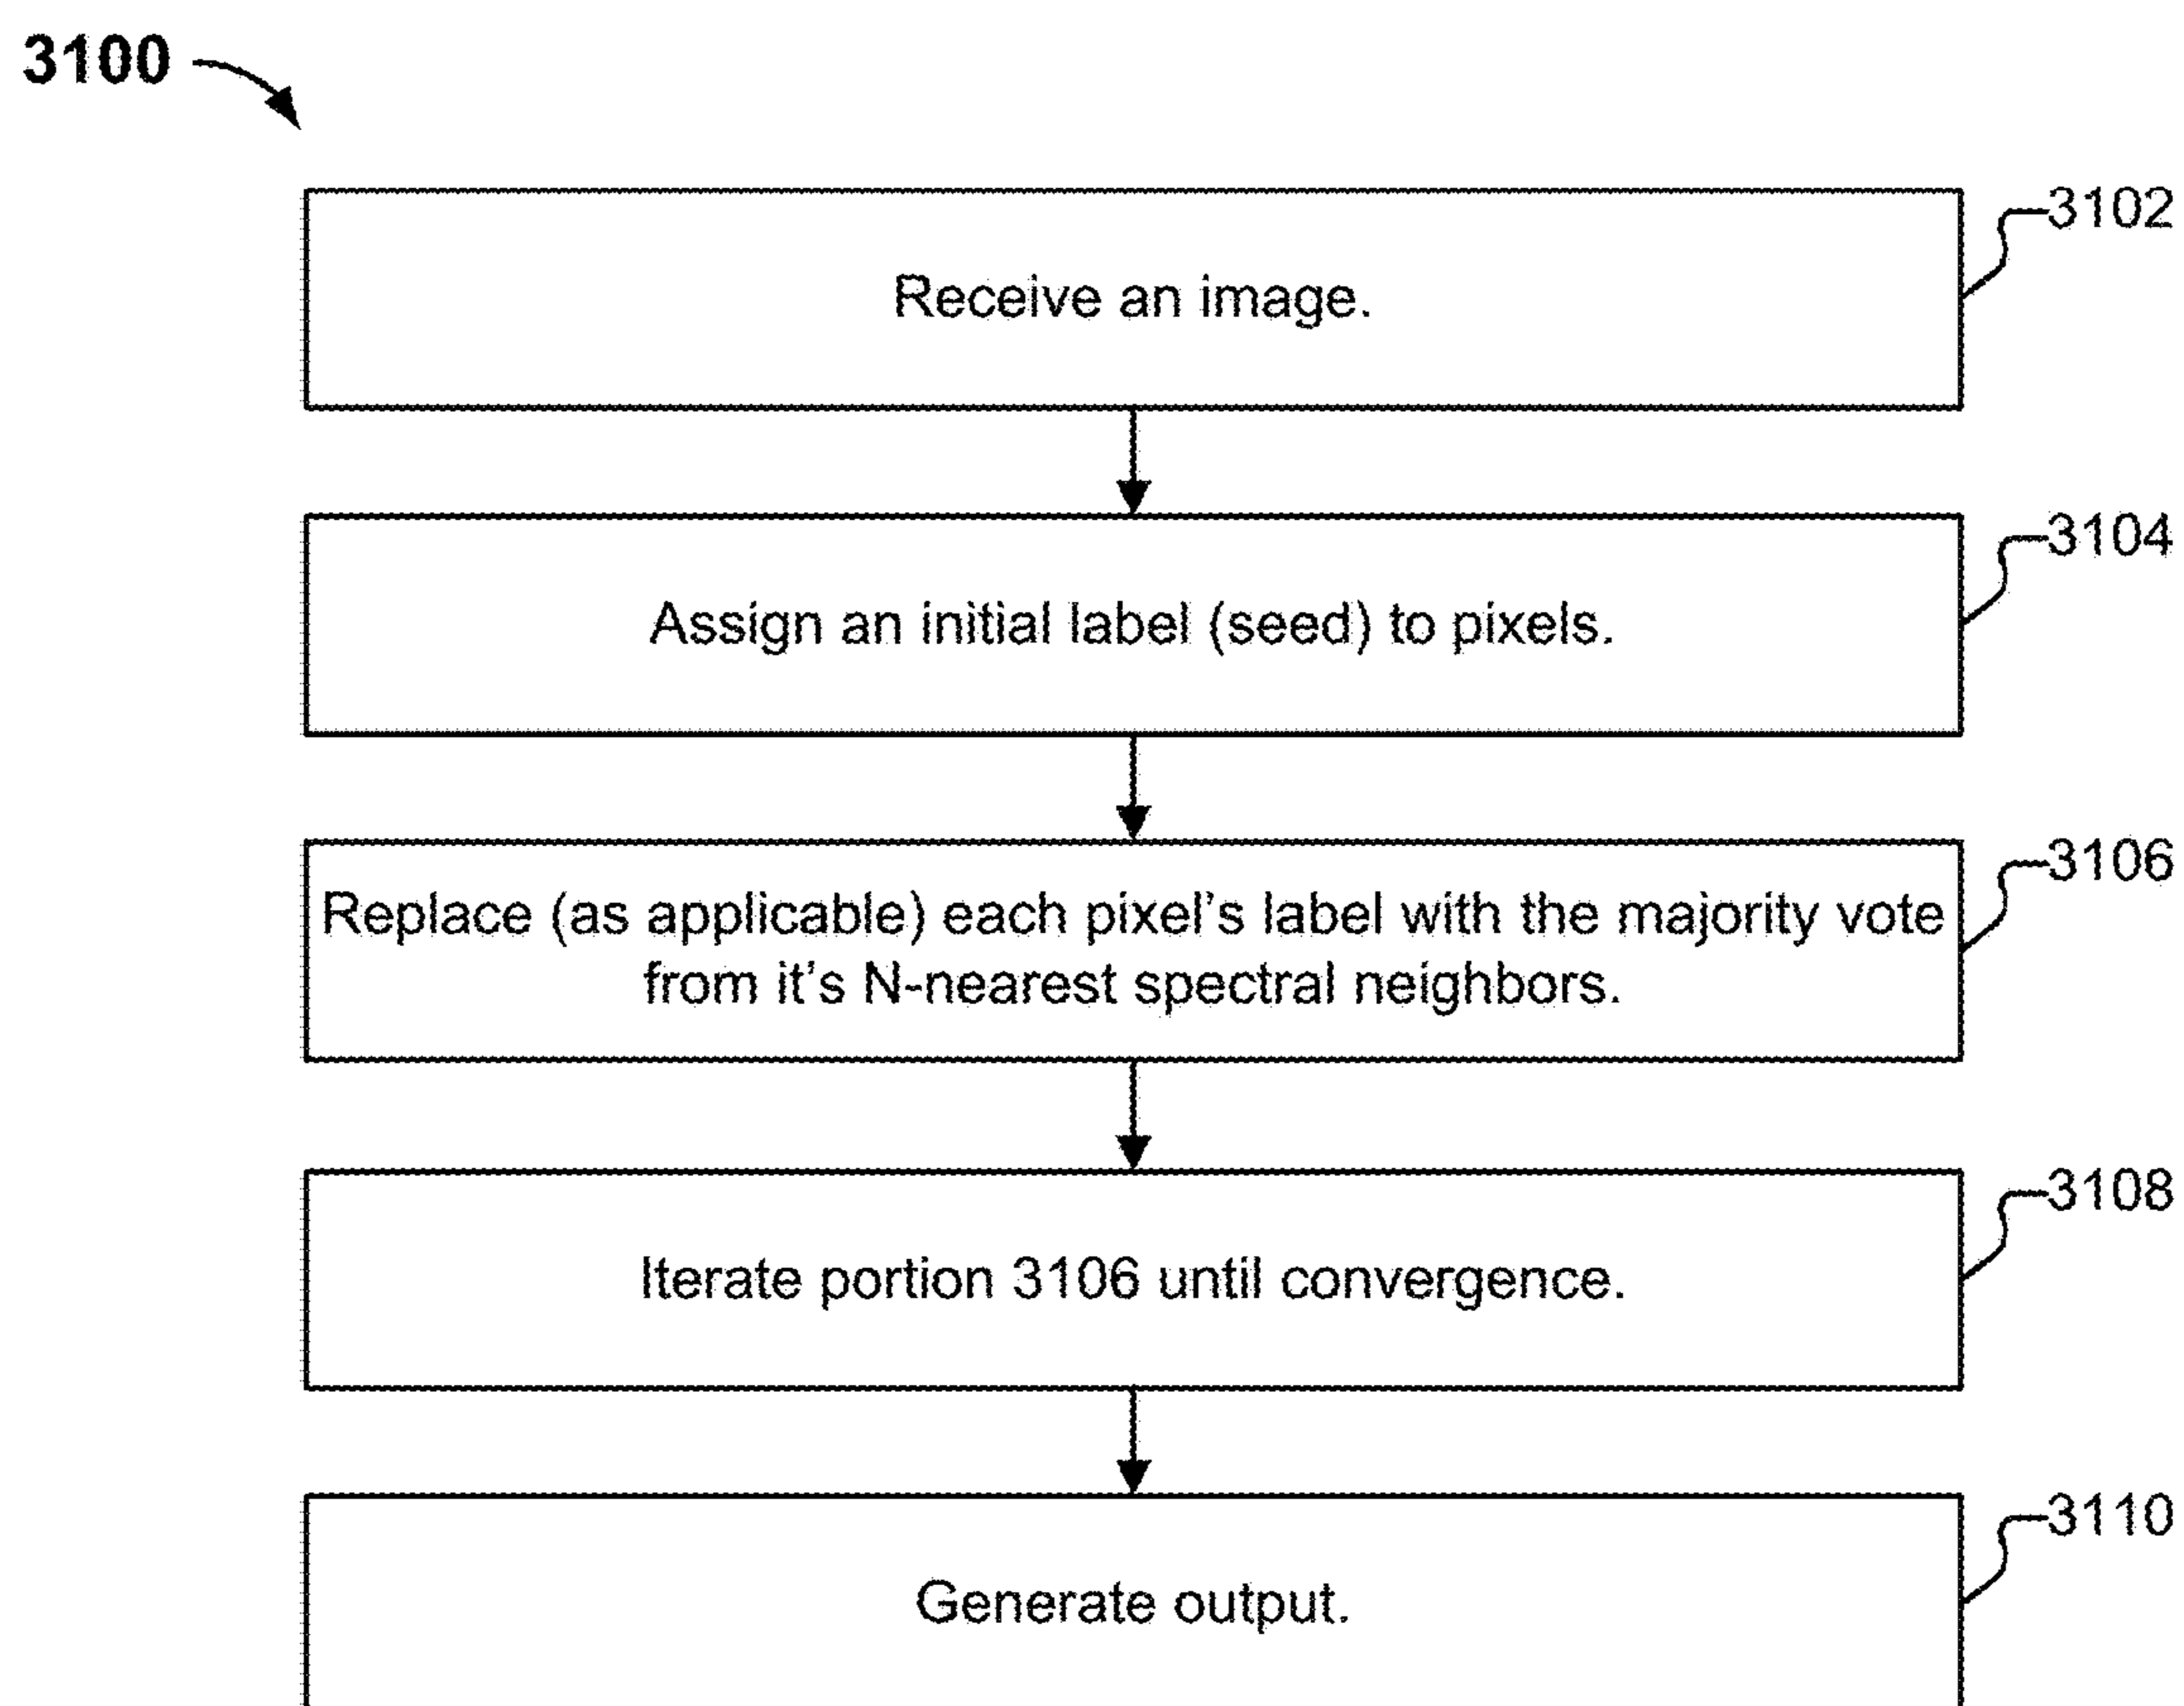 3100
3102
Receive an image.
3104
Assign an initial label (seed) to pixels.
3106
Replace (as applicable) each pixel's label with the majority vote
from it's N-nearest spectral neighbors.
3108
Iterate portion 3106 until convergence.
3110
Generate output.